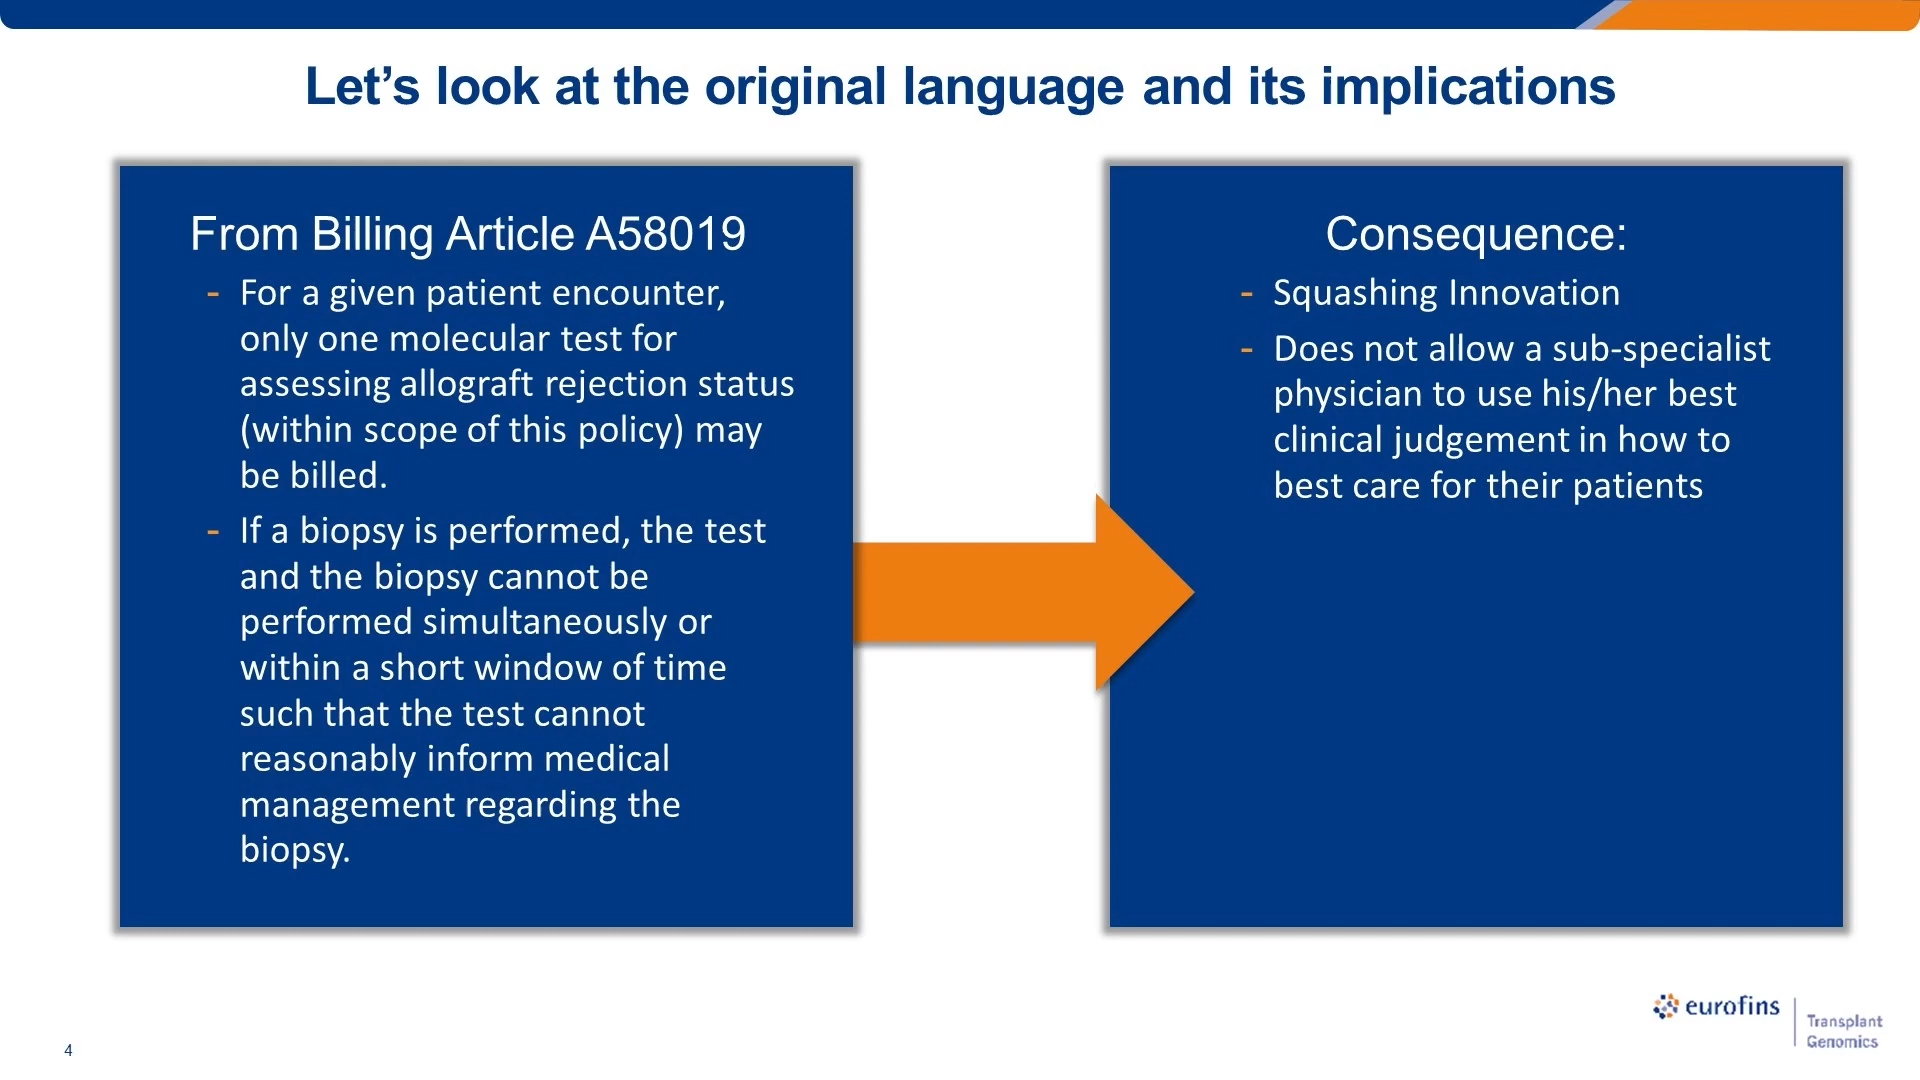 Let’s look at the original language and its implications
From Billing Article A58019
- For a given patient encounter,
only one molecular test for
assessing allograft rejection status
(within scope of this policy) may
be billed.
- If a biopsy is performed, the test
and the biopsy cannot be
performed simultaneously or
within a short window of time
such that the test cannot
reasonably inform medical
management regarding the
biopsy.
Consequence:
- Squashing Innovation
- Does not allow a sub-specialist
physician to use his/her best
clinical judgement in how to
best care for their patients
eurofins
Transplant
Genomics
4